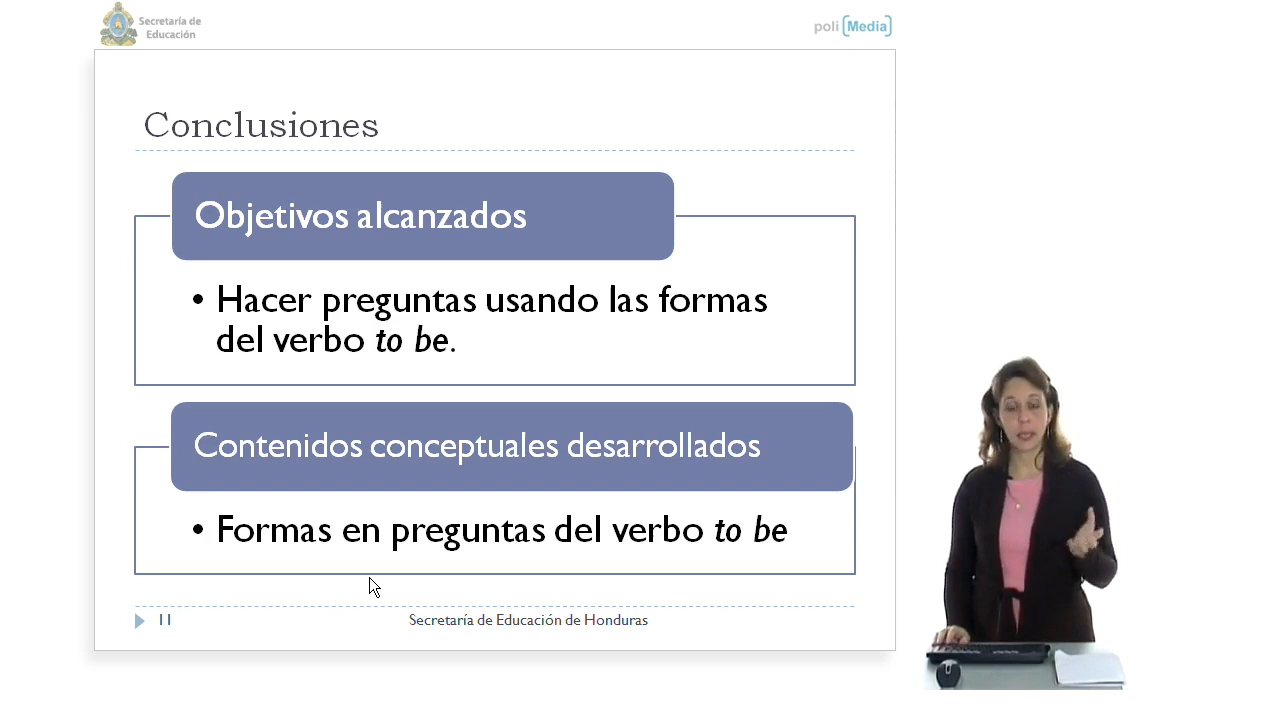 Secretaría de
Educación
poli [Media]
Conclusiones
Objetivos alcanzados
• Hacer preguntas usando las formas
del verbo to be.
Contenidos conceptuales desarrollados
• Formas en preguntas del verbo to be
11
Secretaría de Educación de Honduras